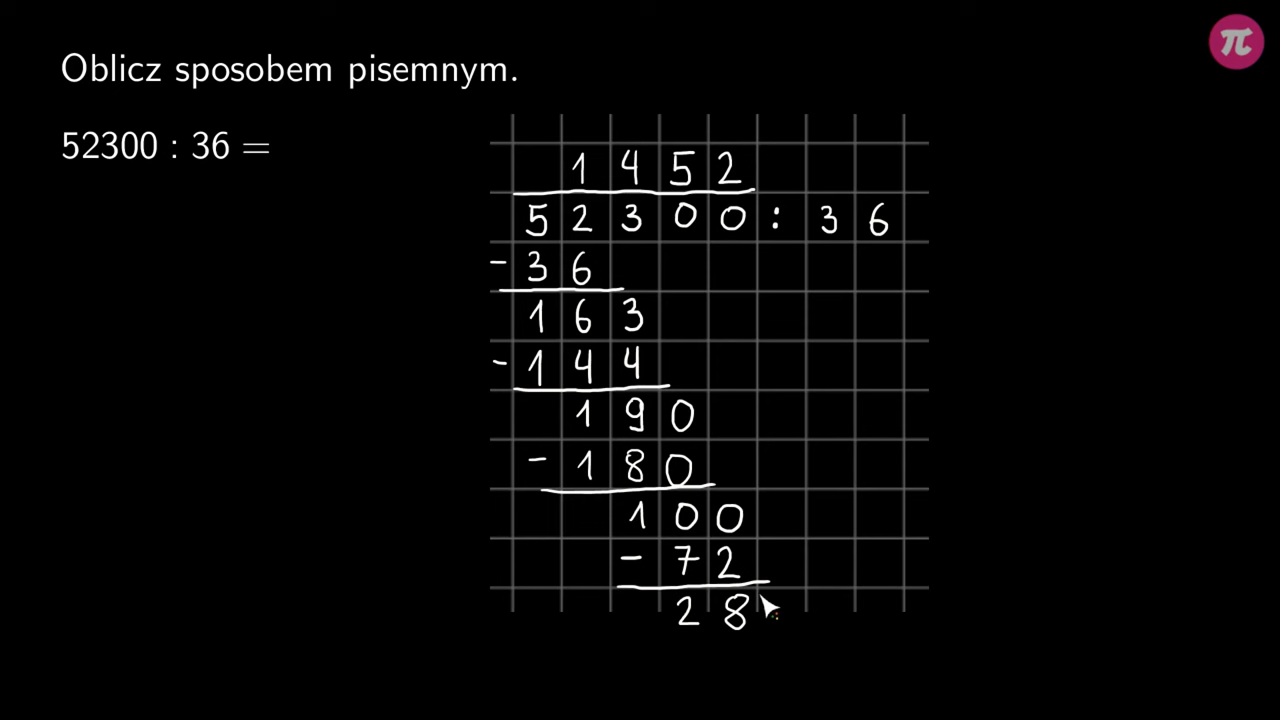 Oblicz sposobem pisemnym.
52300 : 36 =
1452
52300 : 36
- 36
163
- 144
190
- 180
100
- 72
28
π